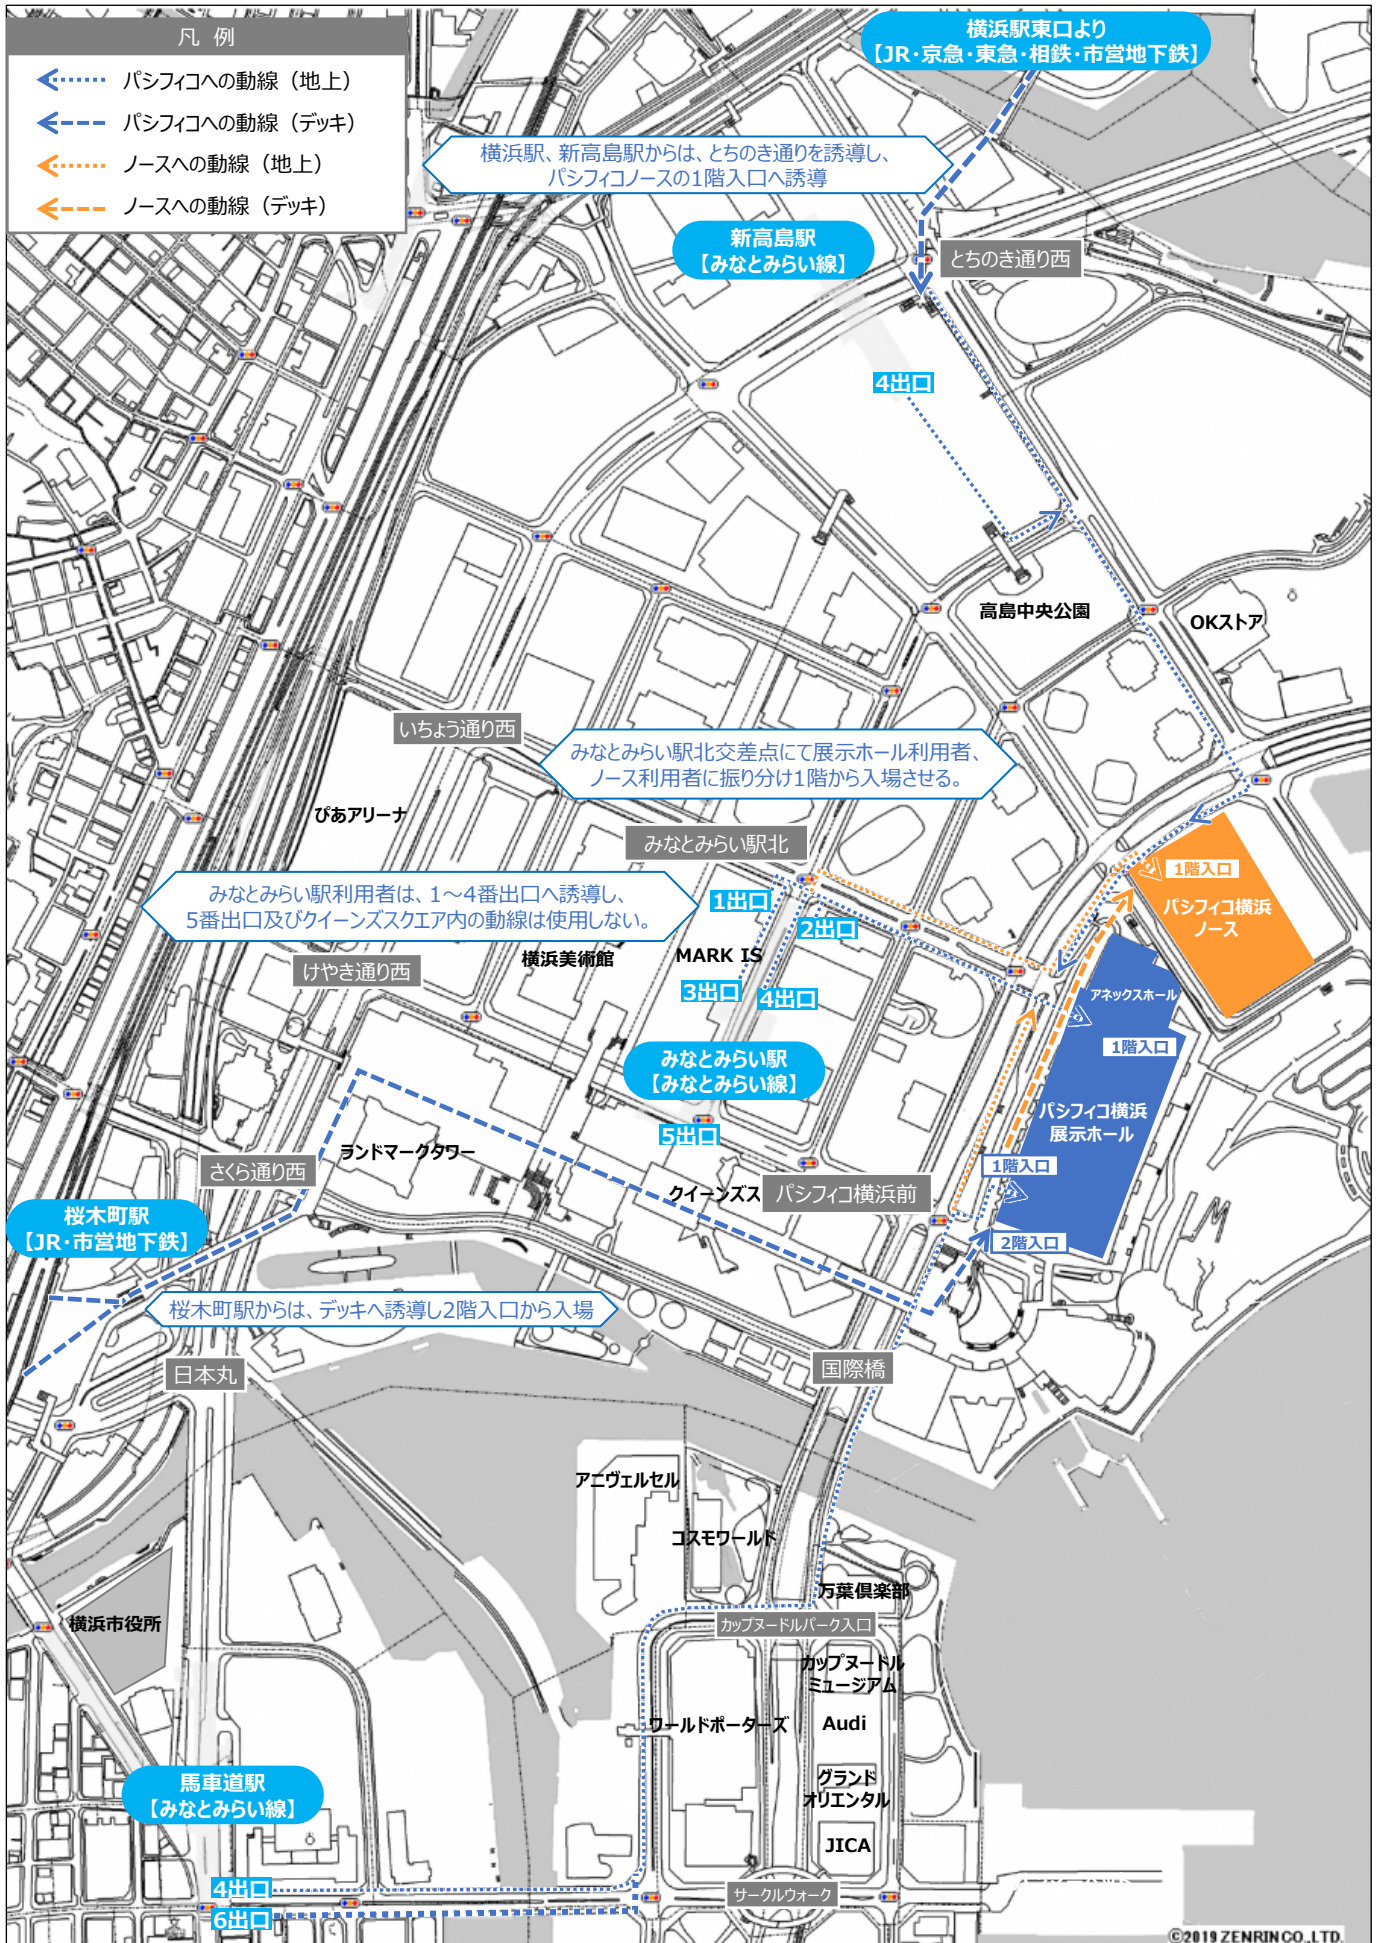 凡 例
パシフィコへの動線（地上）
パシフィコへの動線（デッキ）
ノースへの動線（地上）
ノースへの動線（デッキ）
横浜駅東口より
【JR・京急・東急・相鉄・市営地下鉄】
横浜駅、新高島駅からは、とちのき通りを誘導し、
パシフィコノースの1階入口へ誘導
新高島駅
【みなとみらい線】
とちのき通り西
4出口
高島中央公園
OKストア
いちょう通り西
みなとみらい駅北交差点にて展示ホール利用者、
ノース利用者に振り分け1階から入場させる。
ぴあアリーナ
みなとみらい駅北
みなとみらい駅利用者は、1～4番出口へ誘導し、
5番出口及びクイーンズスクエア内の動線は使用しない。
1出口
2出口
1階入口
パシフィコ横浜
ノース
けやき通り西
横浜美術館
MARK IS
3出口
4出口
アネックスホール
1階入口
みなとみらい駅
【みなとみらい線】
パシフィコ横浜
展示ホール
5出口
さくら通り西
ランドマークタワー
1階入口
クイーンズス
パシフィコ横浜前
桜木町駅
【JR・市営地下鉄】
2階入口
桜木町駅からは、デッキへ誘導し2階入口から入場
日本丸
国際橋
アニヴェルセル
コスモワールド
万葉倶楽部
横浜市役所
カップヌードルパーク入口
カップヌードル
ミュージアム
ワールドポーターズ
Audi
馬車道駅
【みなとみらい線】
グランド
オリエンタル
JICA
4出口
サークルウォーク
6出口
©2019 ZENRIN CO.,LTD.